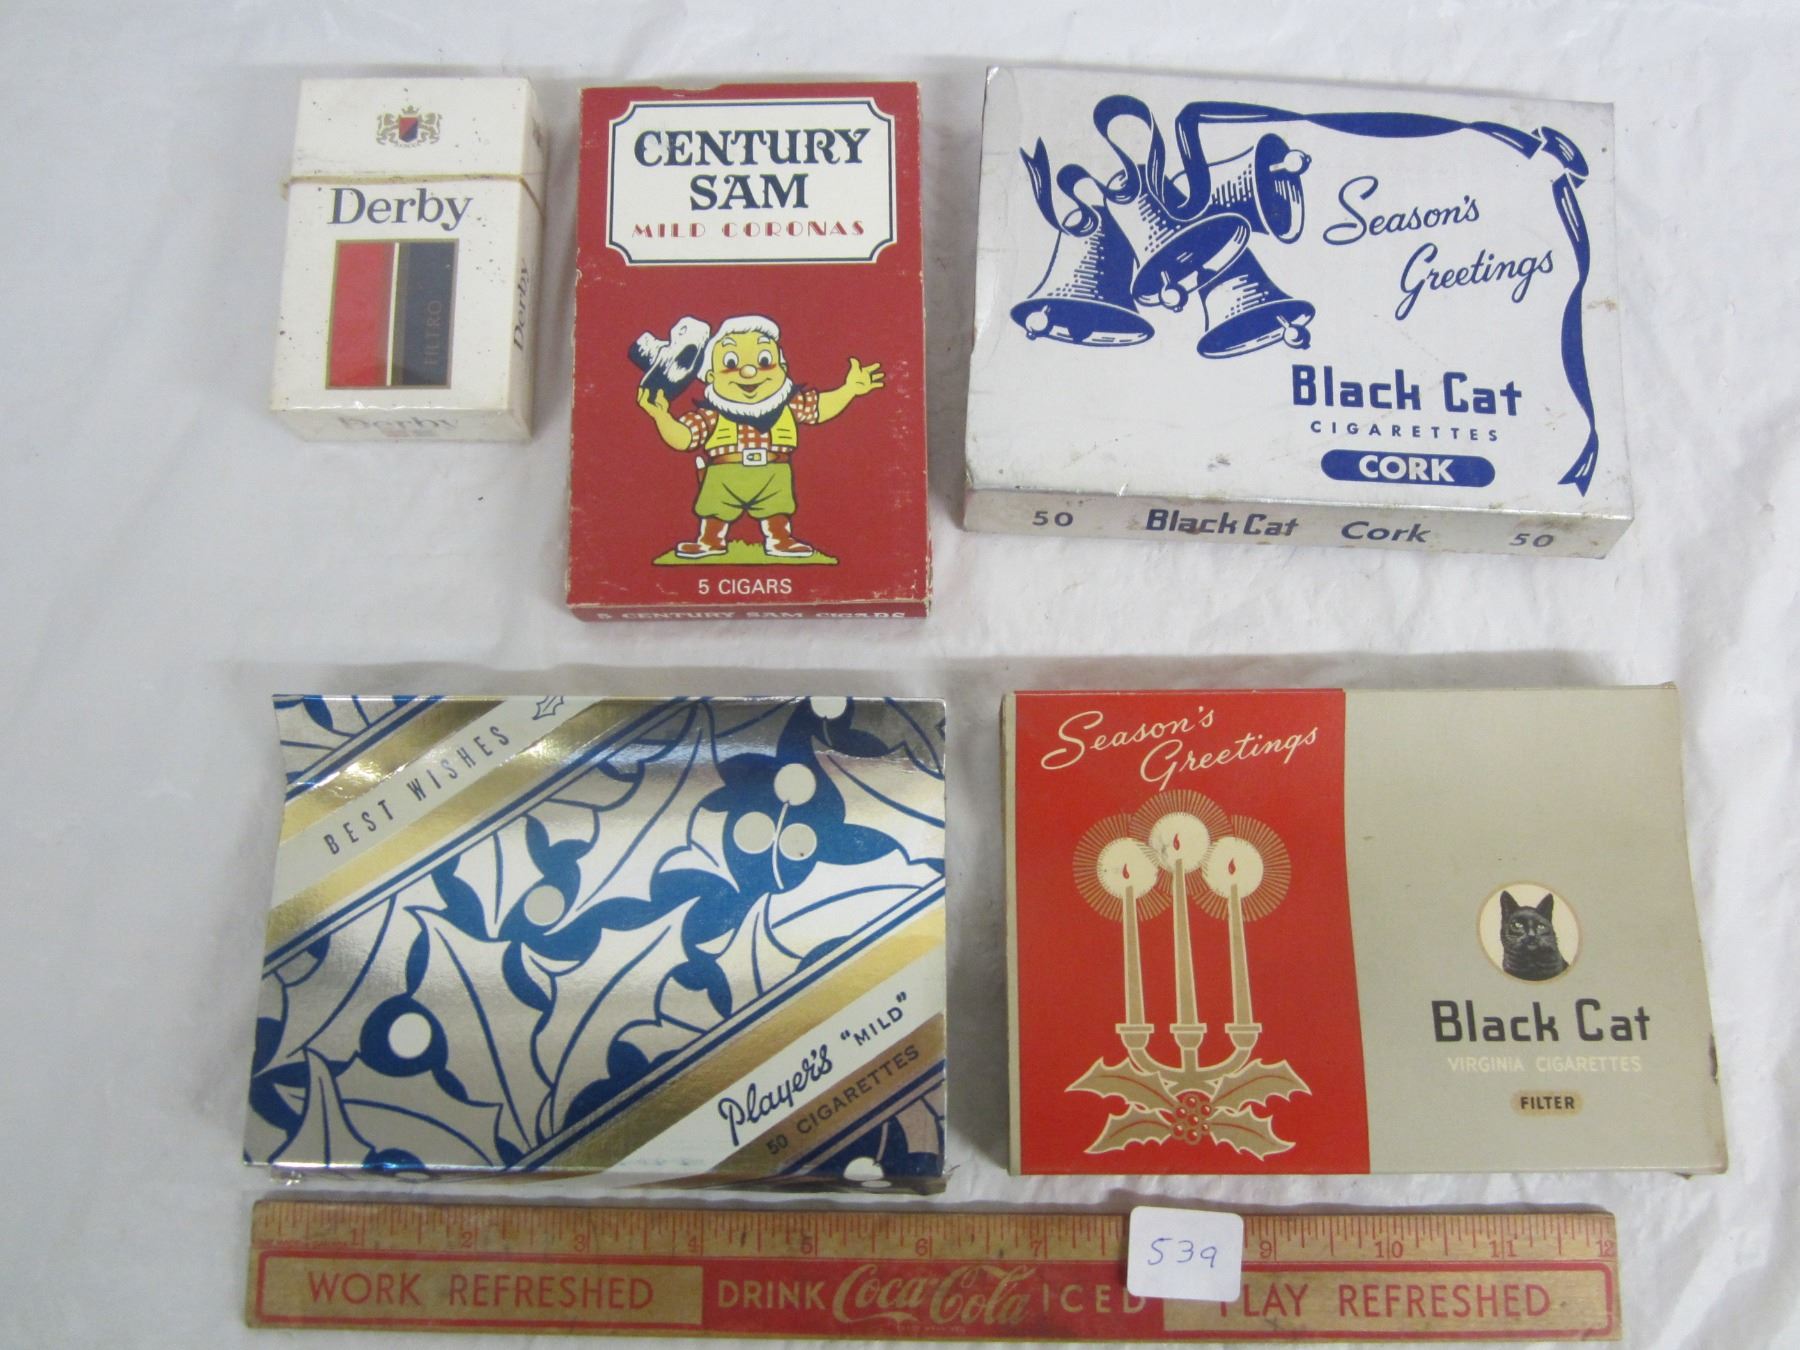 Derby
FILTRO
Derby
Derby
CENTURY
SAM
MILD CORONAS
5 CIGARS
5 CENTURY SAM CIGARS
Season's
Greetings
Black Cat
CIGARETTES
CORK
50 Black Cat Cork 50
BEST WISHES
Player's "MILD"
50 CIGARETTES
Season's
Greetings
Black Cat
VIRGINIA CIGARETTES
FILTER
1 2 3 4 5 6 7 9 10 11 12
539
WORK REFRESHED DRINK Coca-Cola ICED PLAY REFRESHED